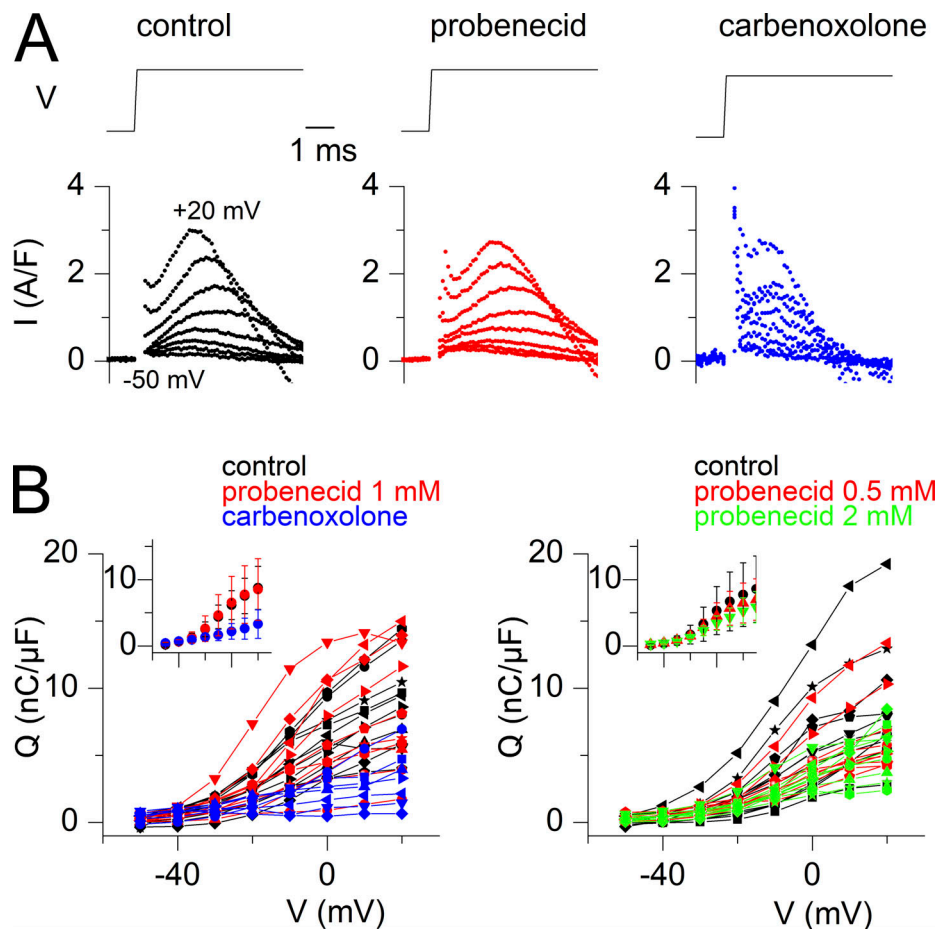 A
control probenecid carbenoxolone
V
1 ms
4 4 4
+20 mV
I (A/F)
2 2 2
0 0 0
-50 mV
B
control control
probenecid 1 mM probenecid 0.5 mM
carbenoxolone probenecid 2 mM
20 20
10 10
0 0
Q (nC/µF) Q (nC/µF)
10 10
0 0
-40 0 -40 0
V (mV) V (mV)